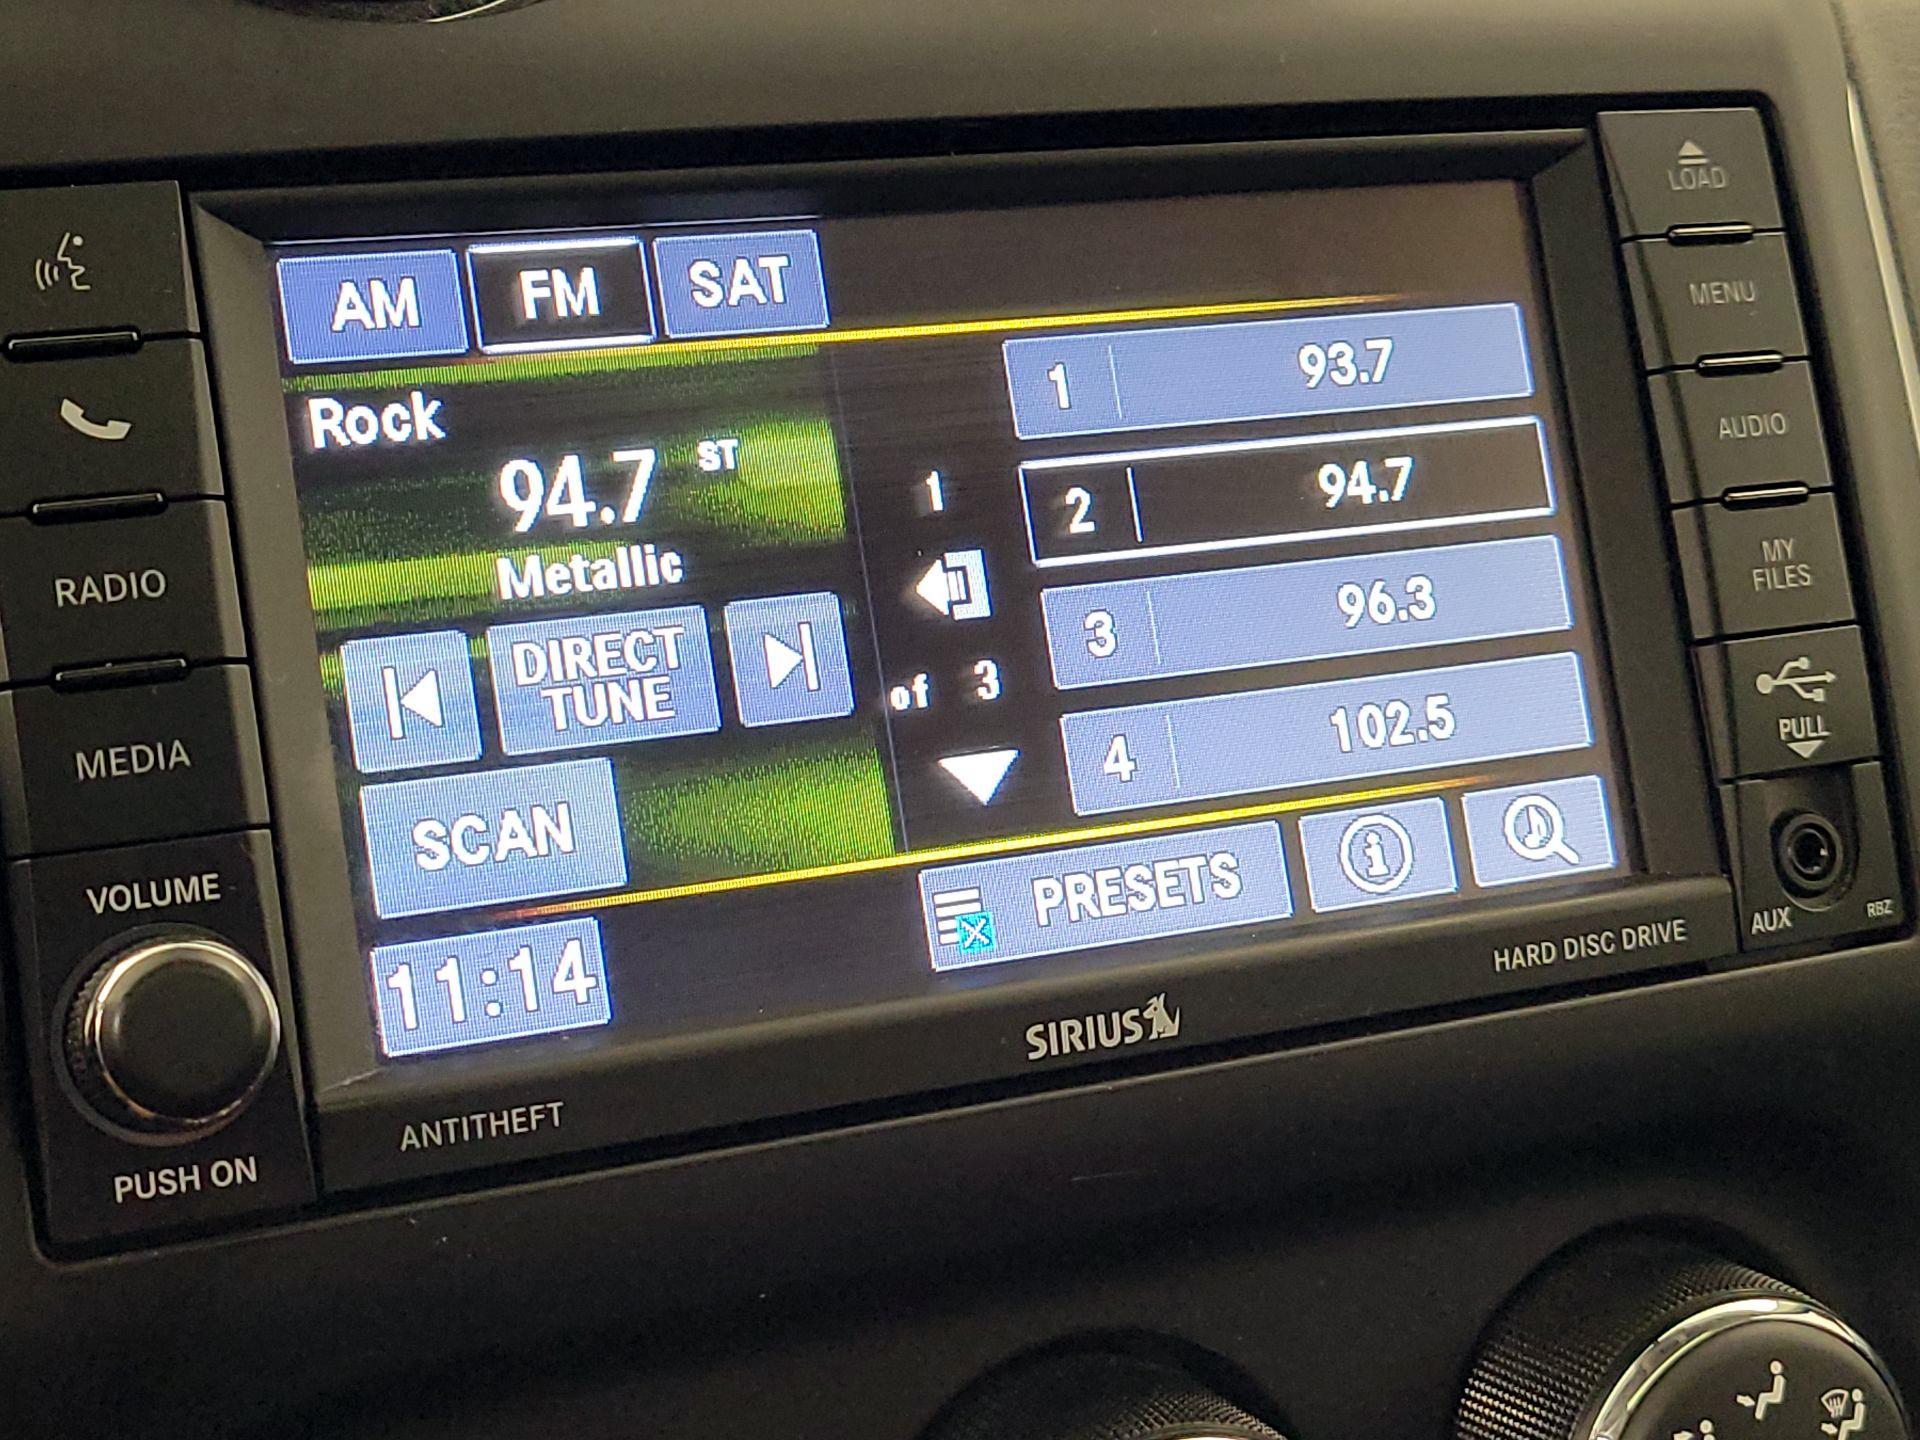 AM FM SAT
Rock
94.7 ST
Metallic
DIRECT
TUNE
SCAN
11:14
1
of 3
1 93.7
2 94.7
3 96.3
4 102.5
PRESETS
RADIO
MEDIA
VOLUME
PUSH ON
ANTITHEFT
SIRIUS
HARD DISC DRIVE
LOAD
MENU
AUDIO
MY
FILES
PULL
AUX
RBZ